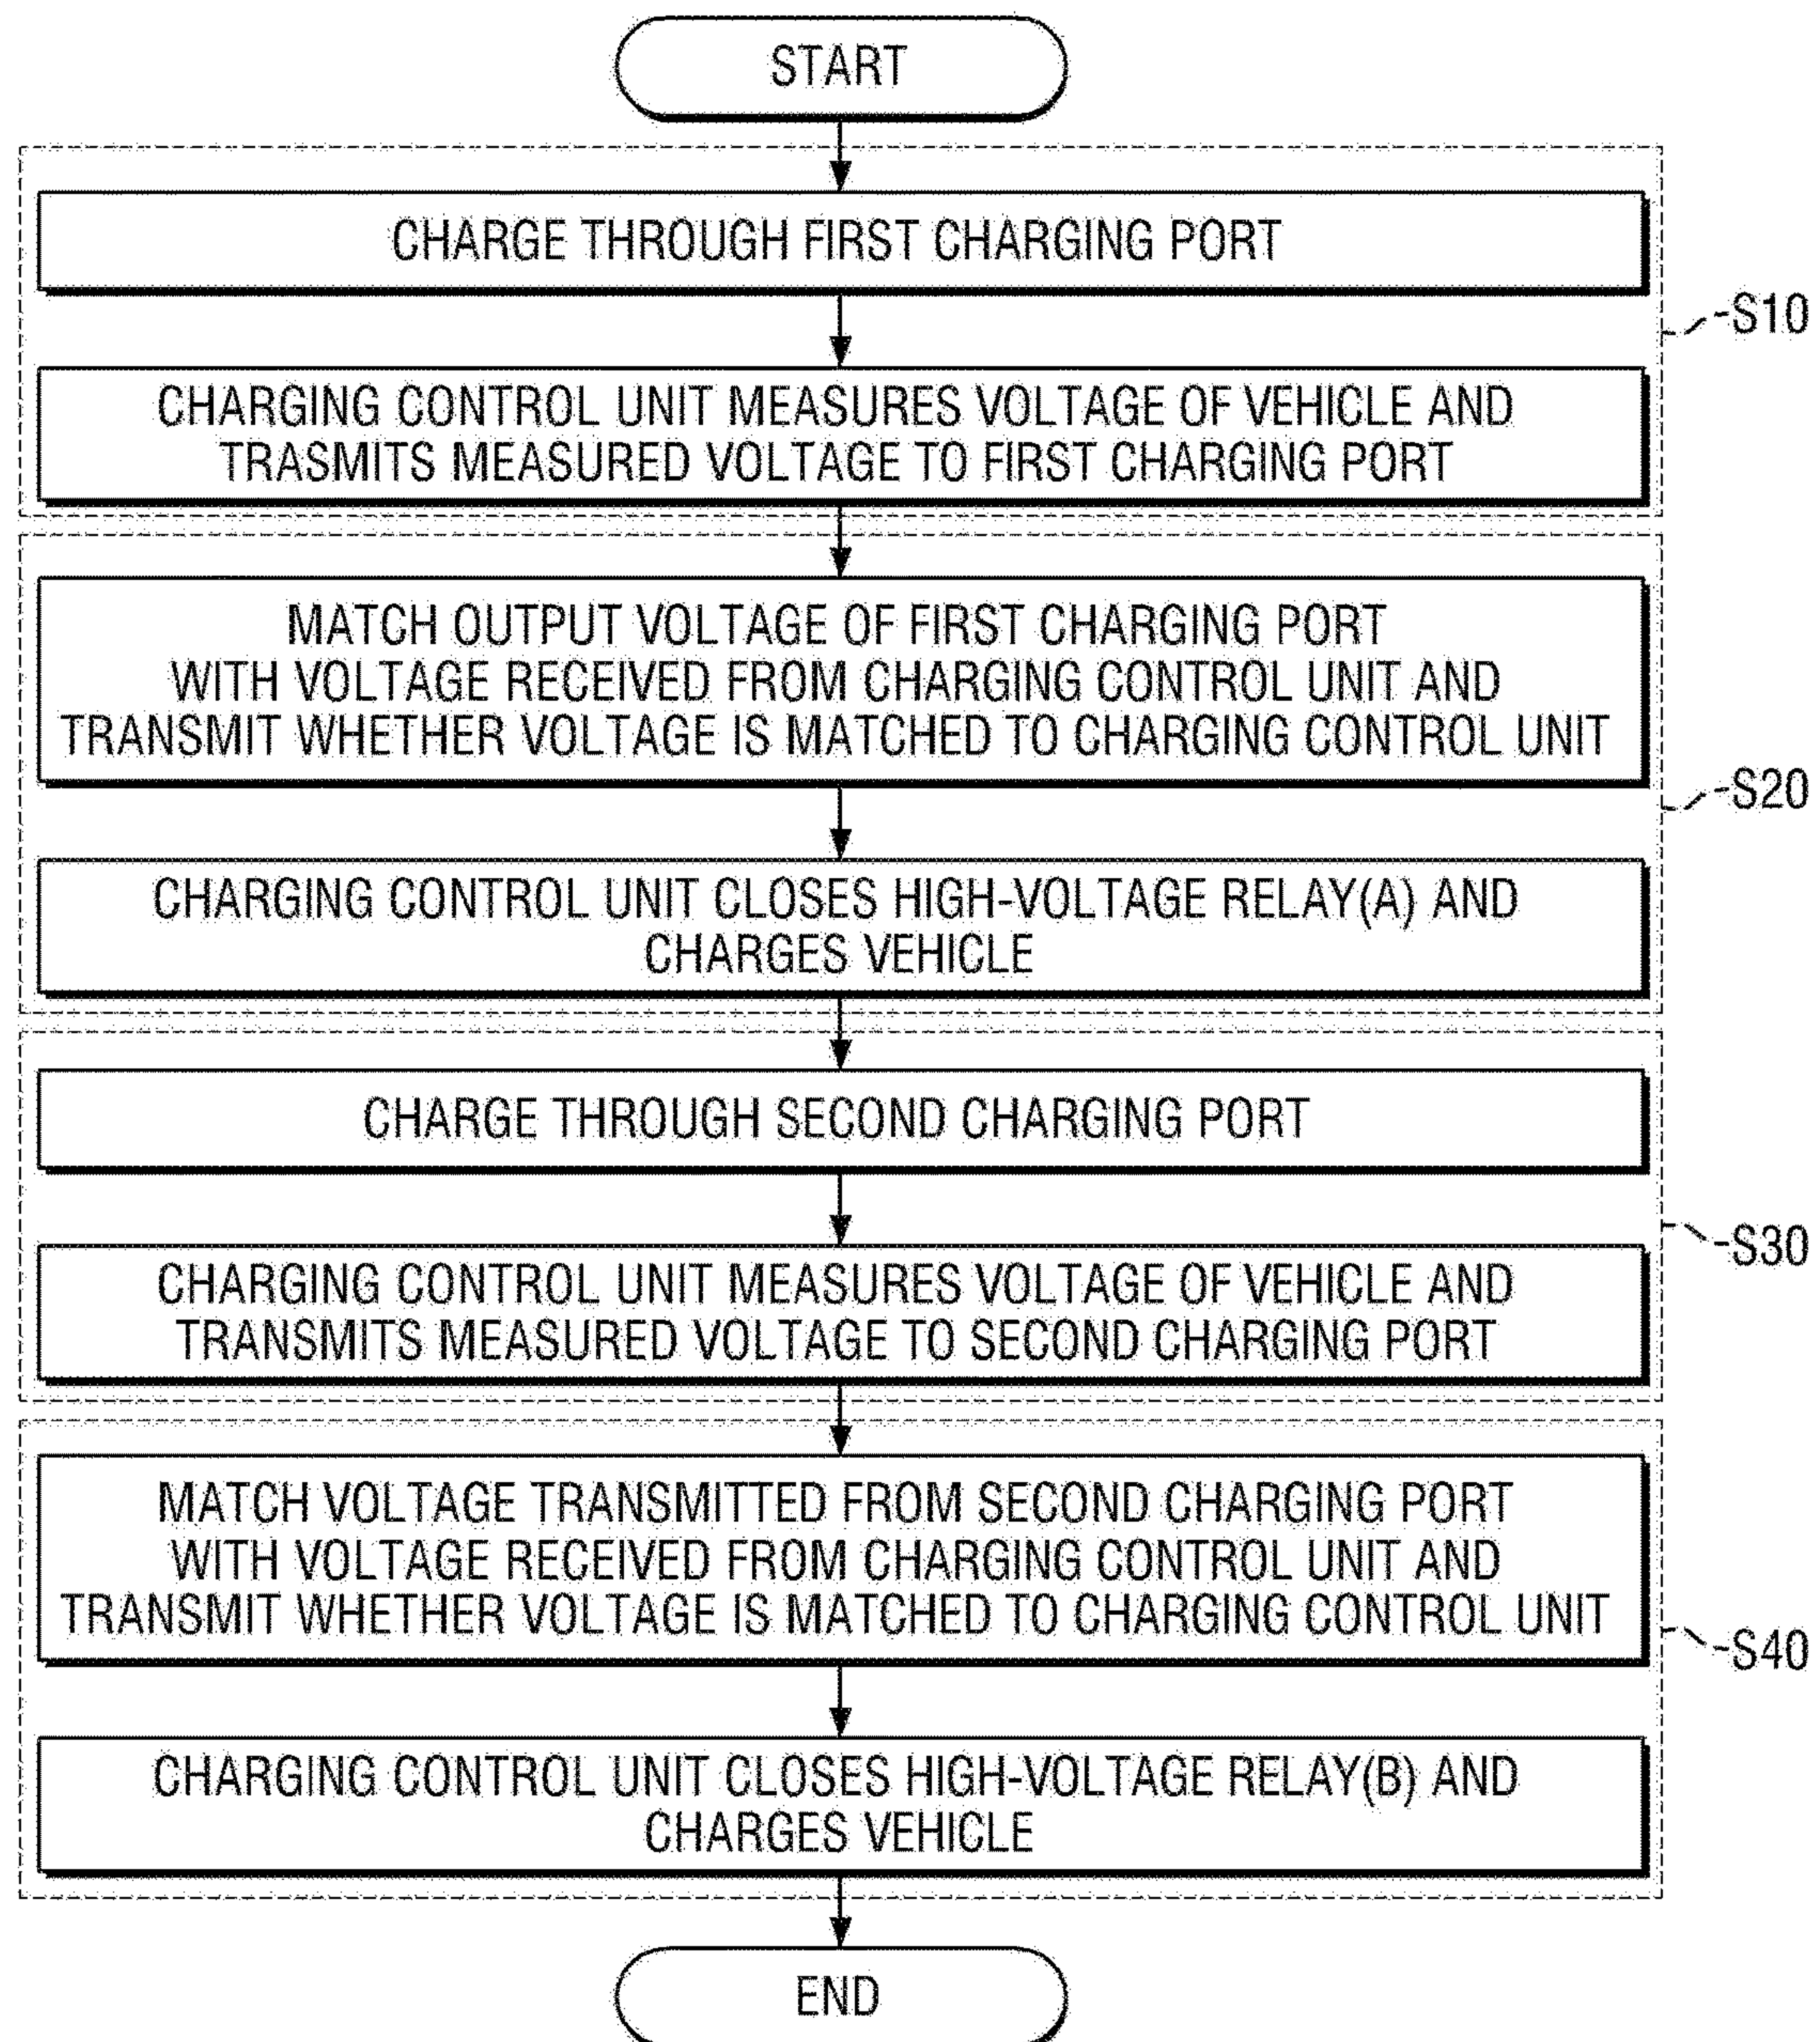 START
CHARGE THROUGH FIRST CHARGING PORT
S10
CHARGING CONTROL UNIT MEASURES VOLTAGE OF VEHICLE AND
TRASMITS MEASURED VOLTAGE TO FIRST CHARGING PORT
MATCH OUTPUT VOLTAGE OF FIRST CHARGING PORT
WITH VOLTAGE RECEIVED FROM CHARGING CONTROL UNIT AND
TRANSMIT WHETHER VOLTAGE IS MATCHED TO CHARGING CONTROL UNIT
S20
CHARGING CONTROL UNIT CLOSES HIGH-VOLTAGE RELAY(A) AND
CHARGES VEHICLE
CHARGE THROUGH SECOND CHARGING PORT
S30
CHARGING CONTROL UNIT MEASURES VOLTAGE OF VEHICLE AND
TRANSMITS MEASURED VOLTAGE TO SECOND CHARGING PORT
MATCH VOLTAGE TRANSMITTED FROM SECOND CHARGING PORT
WITH VOLTAGE RECEIVED FROM CHARGING CONTROL UNIT AND
TRANSMIT WHETHER VOLTAGE IS MATCHED TO CHARGING CONTROL UNIT
S40
CHARGING CONTROL UNIT CLOSES HIGH-VOLTAGE RELAY(B) AND
CHARGES VEHICLE
END